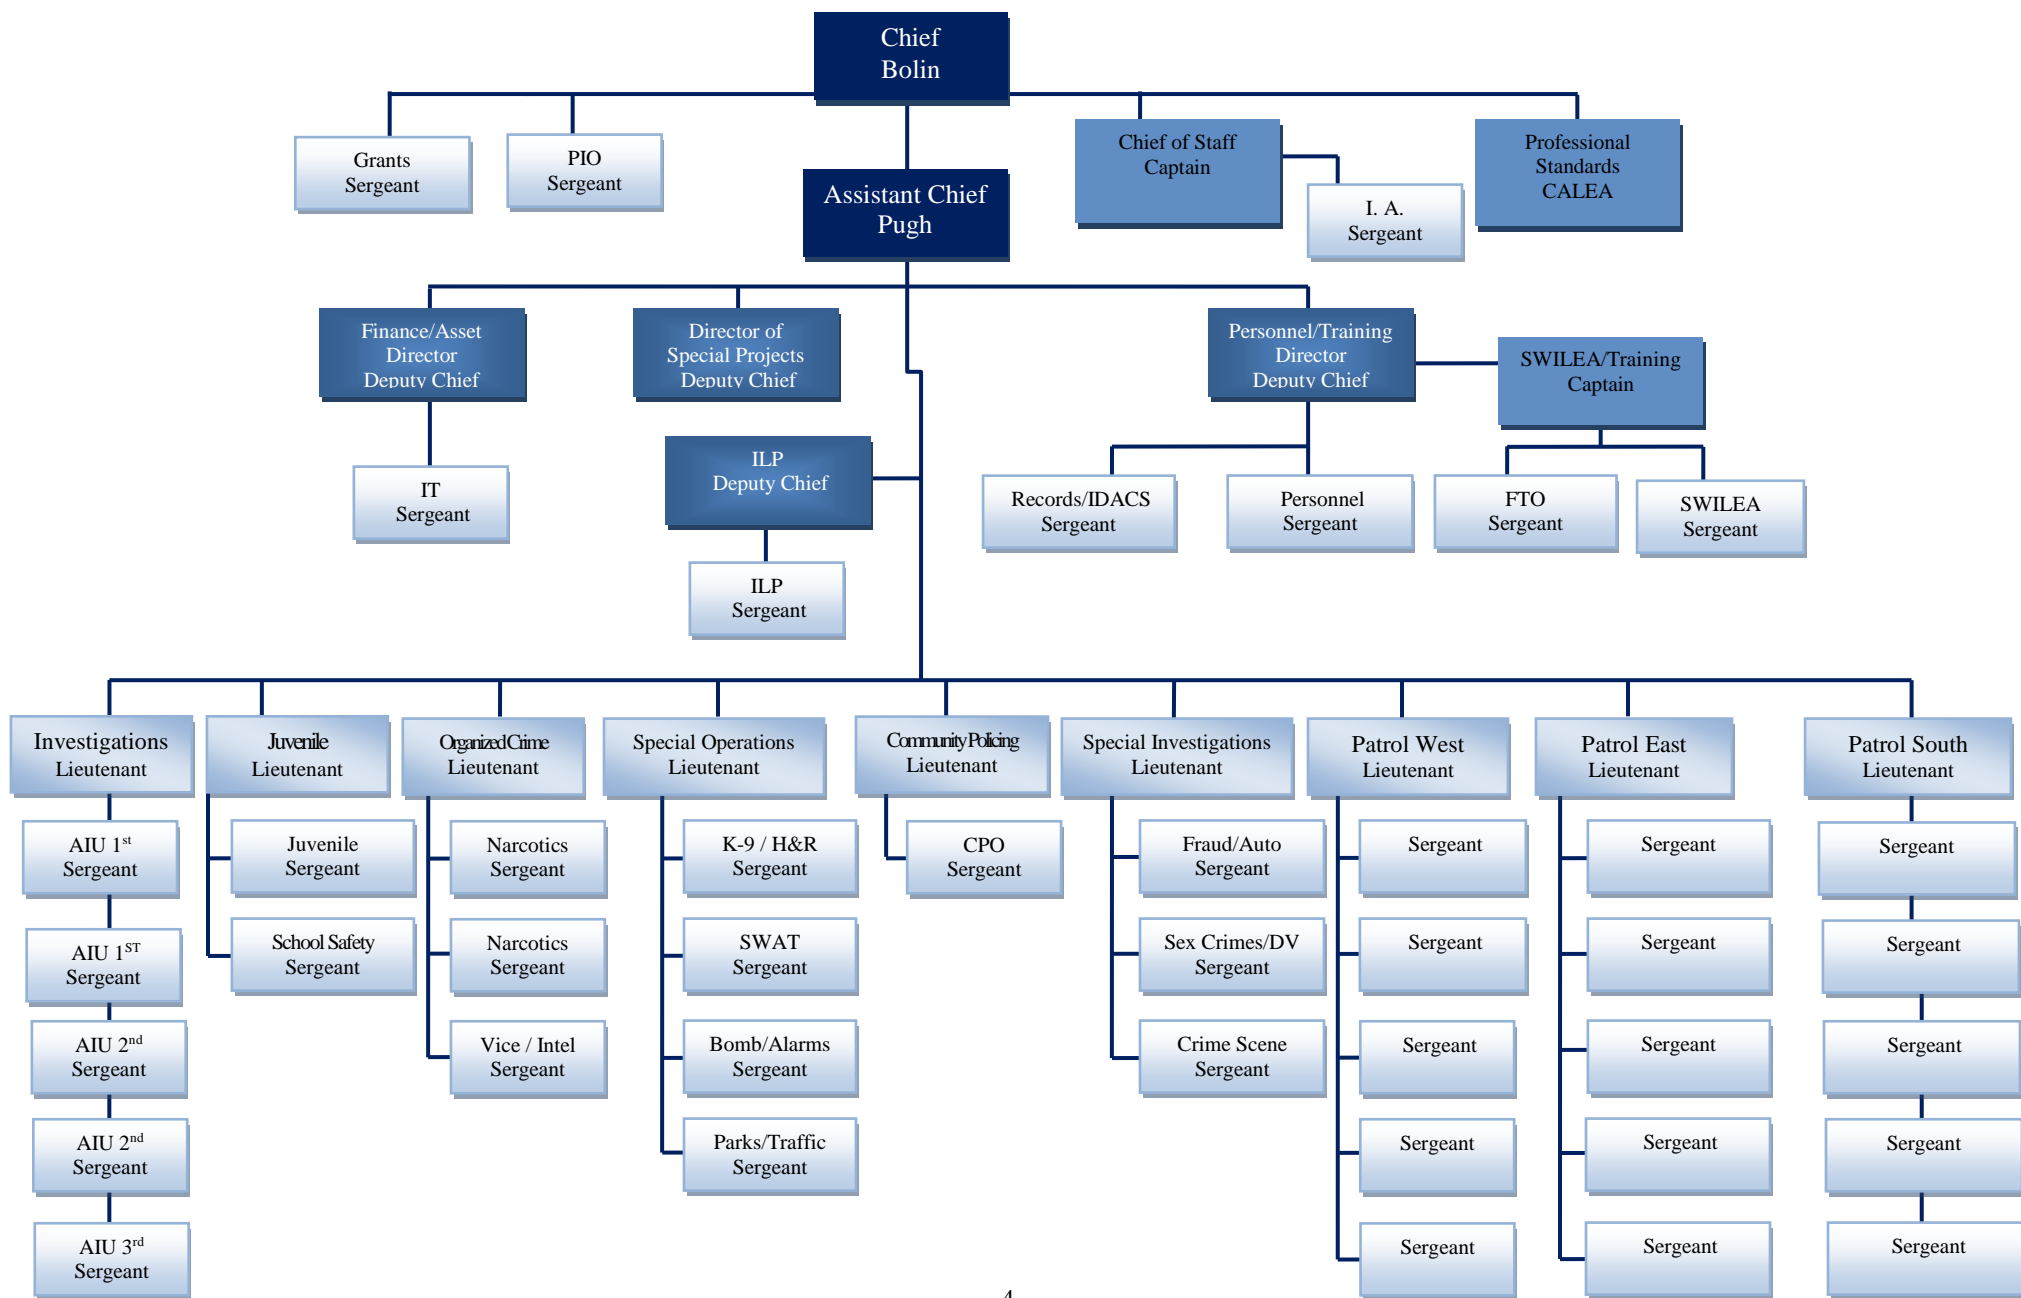 Chief
Bolin
Grants
Sergeant
PIO
Sergeant
Chief of Staff
Captain
Professional
Standards
CALEA
Assistant Chief
Pugh
I. A.
Sergeant
Finance/Asset
Director
Deputy Chief
Director of
Special Projects
Deputy Chief
Personnel/Training
Director
Deputy Chief
SWILEA/Training
Captain
ILP
Deputy Chief
IT
Sergeant
Records/IDACS
Sergeant
Personnel
Sergeant
FTO
Sergeant
SWILEA
Sergeant
ILP
Sergeant
Investigations
Lieutenant
Juvenile
Lieutenant
Organized Crime
Lieutenant
Special Operations
Lieutenant
Community Policing
Lieutenant
Special Investigations
Lieutenant
Patrol West
Lieutenant
Patrol East
Lieutenant
Patrol South
Lieutenant
AIU 1st
Sergeant
Juvenile
Sergeant
Narcotics
Sergeant
K-9 / H&R
Sergeant
CPO
Sergeant
Fraud/Auto
Sergeant
Sergeant
Sergeant
Sergeant
AIU 1ST
Sergeant
School Safety
Sergeant
Narcotics
Sergeant
SWAT
Sergeant
Sex Crimes/DV
Sergeant
Sergeant
Sergeant
Sergeant
AIU 2nd
Sergeant
Vice / Intel
Sergeant
Bomb/Alarms
Sergeant
Crime Scene
Sergeant
Sergeant
Sergeant
Sergeant
AIU 2nd
Sergeant
Parks/Traffic
Sergeant
Sergeant
Sergeant
Sergeant
AIU 3rd
Sergeant
Sergeant
Sergeant
Sergeant
4